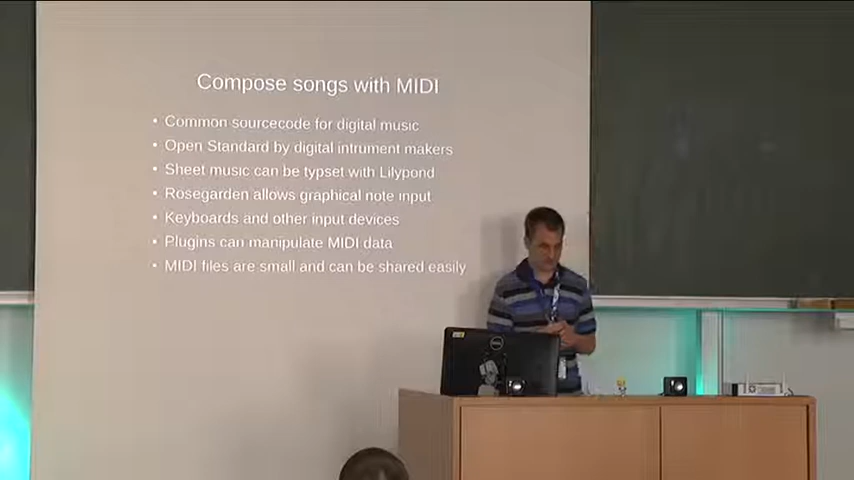 Compose songs with MIDI
• Common sourcecode for digital music
• Open Standard by digital intrument makers
• Sheet music can be typset with Lilypond
• Rosegarden allows graphical note input
• Keyboards and other input devices
• Plugins can manipulate MIDI data
• MIDI files are small and can be shared easily
DELL